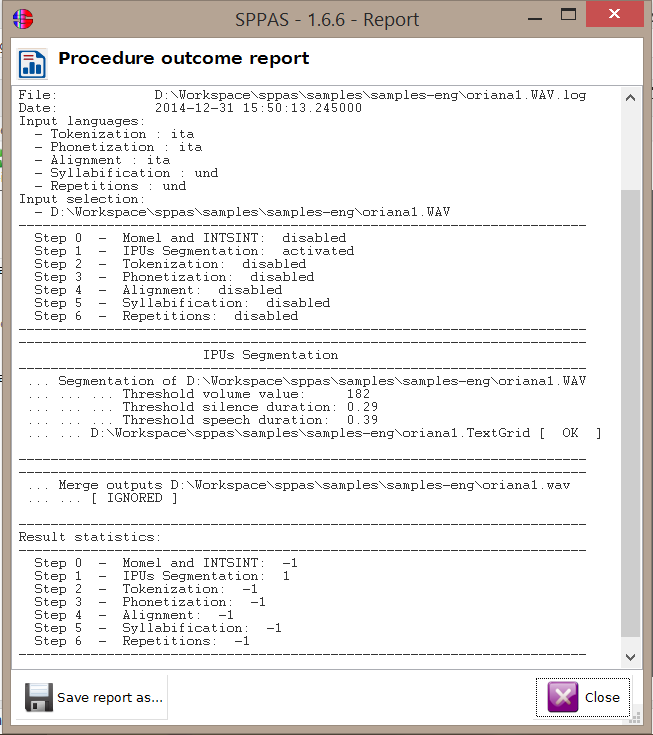 SPPAS - 1.6.6 - Report
Procedure outcome report
File: D:\Workspace\sppas\samples\samples-eng\oriana1.WAV.log
Date: 2014-12-31 15:50:13.245000
Input languages:
- Tokenization : ita
- Phonetization : ita
- Alignment : ita
- Syllabification : und
- Repetitions : und
Input selection:
- D:\Workspace\sppas\samples\samples-eng\oriana1.WAV
Step 0 - Momel and INTSINT: disabled
Step 1 - IPUs Segmentation: activated
Step 2 - Tokenization: disabled
Step 3 - Phonetization: disabled
Step 4 - Alignment: disabled
Step 5 - Syllabification: disabled
Step 6 - Repetitions: disabled
IPUs Segmentation
... Segmentation of D:\Workspace\sppas\samples\samples-eng\oriana1.WAV
... ... ... Threshold volume value: 182
... ... ... Threshold silence duration: 0.29
... ... ... Threshold speech duration: 0.39
... ... D:\Workspace\sppas\samples\samples-eng\oriana1.TextGrid [ OK ]
... Merge outputs D:\Workspace\sppas\samples\samples-eng\oriana1.wav
... ... [ IGNORED ]
Result statistics:
Step 0 - Momel and INTSINT: -1
Step 1 - IPUs Segmentation: 1
Step 2 - Tokenization: -1
Step 3 - Phonetization: -1
Step 4 - Alignment: -1
Step 5 - Syllabification: -1
Step 6 - Repetitions: -1
Save report as... Close